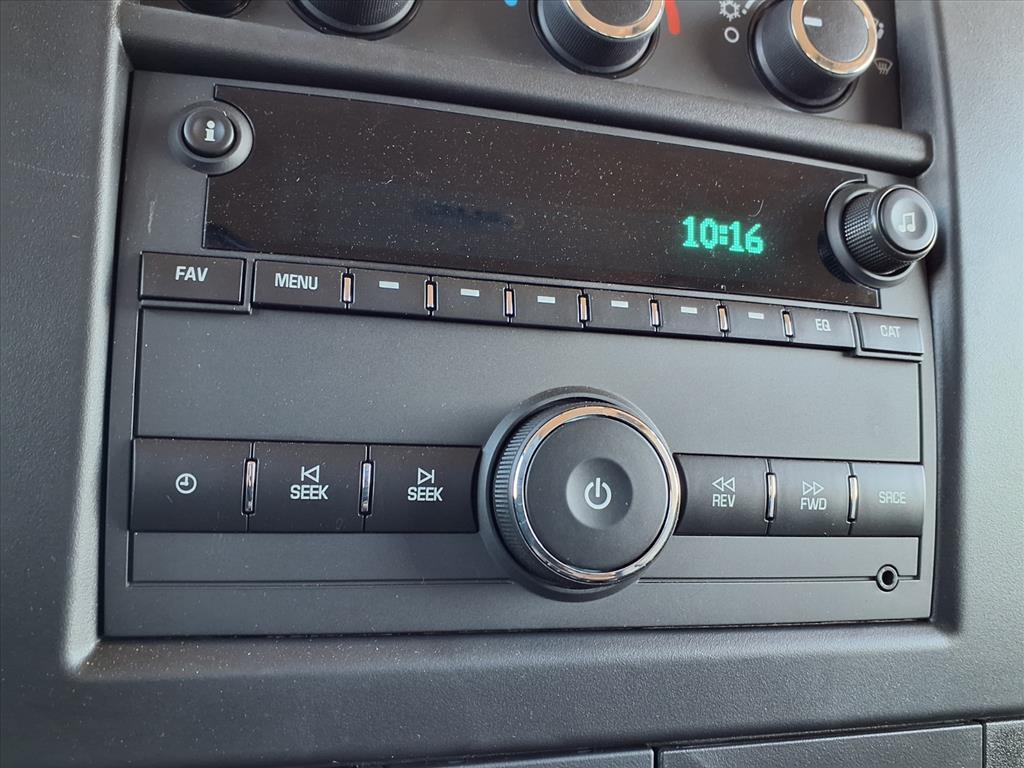 i
10:16
FAV
MENU
EQ
CAT
SEEK
SEEK
REV
FWD
SRCE